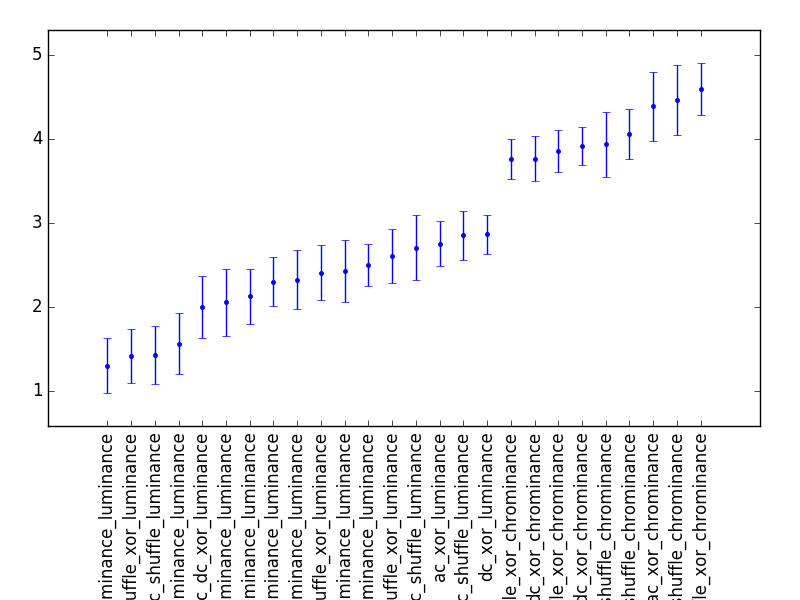 5
4
3
2
1
minance_luminance
uffle_xor_luminance
c_shuffle_luminance
minance_luminance
c_dc_xor_luminance
minance_luminance
minance_luminance
minance_luminance
minance_luminance
uffle_xor_luminance
minance_luminance
minance_luminance
uffle_xor_luminance
c_shuffle_luminance
ac_xor_luminance
c_shuffle_luminance
dc_xor_luminance
le_xor_chrominance
dc_xor_chrominance
le_xor_chrominance
dc_xor_chrominance
shuffle_chrominance
shuffle_chrominance
ac_xor_chrominance
shuffle_chrominance
le_xor_chrominance